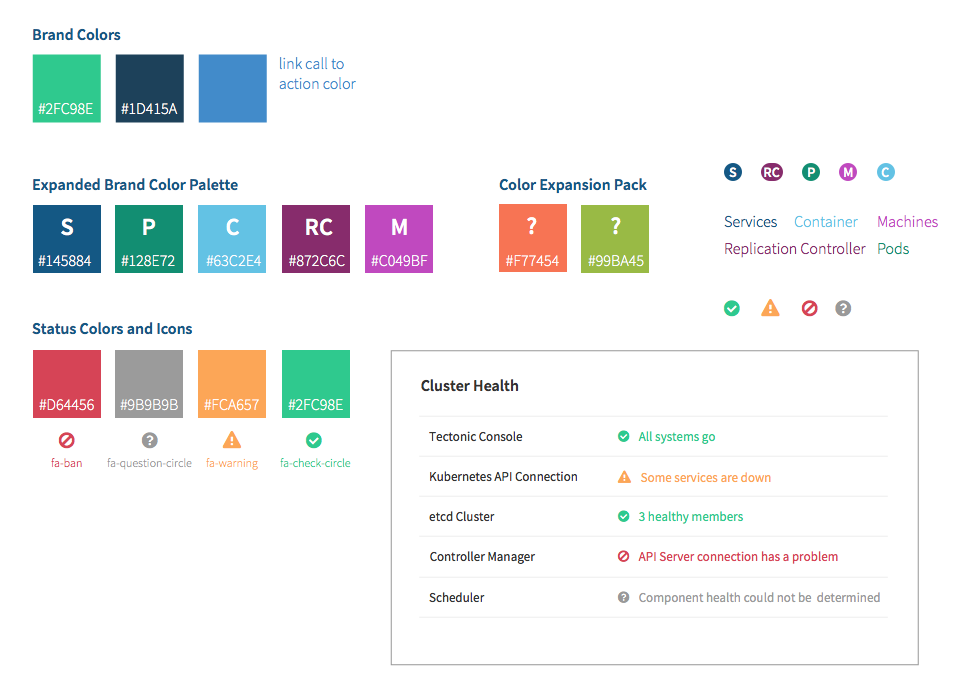 Brand Colors
#2FC98E
#1D415A
link call to
action color
Expanded Brand Color Palette
S
#145884
P
#128E72
C
#63C2E4
RC
#872C6C
M
#C049BF
Color Expansion Pack
?
#F77454
?
#99BA45
S RC P M C
Services Container Machines
Replication Controller Pods
? 
Status Colors and Icons
#D64456
#9B9B9B
#FCA657
#2FC98E
?
fa-ban fa-question-circle fa-warning fa-check-circle
Cluster Health
Tectonic Console All systems go
Kubernetes API Connection Some services are down
etcd Cluster 3 healthy members
Controller Manager API Server connection has a problem
Scheduler ? Component health could not be determined